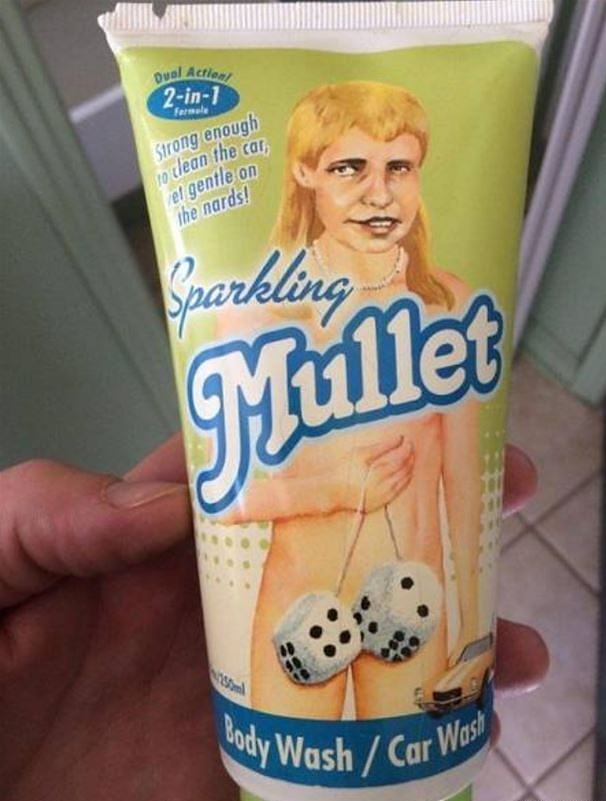 Dual Action!
2-in-1
Formula
Strong enough
to clean the car,
yet gentle on
the nards!
Sparkling
Mullet
250ml
Body Wash / Car Wash